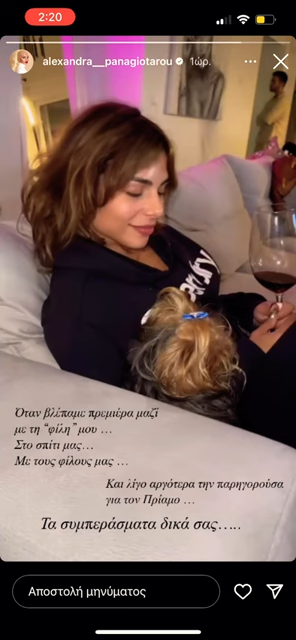 2:20
alexandra__panagiotarou 1ώρ.
Όταν βλέπαμε πρεμιέρα μαζί
με τη “φίλη” μου …
Στο σπίτι μας…
Με τους φίλους μας …
Και λίγο αργότερα την παρηγορούσα
για τον Πρίαμο …
Τα συμπεράσματα δικά σας…..
Αποστολή μηνύματος